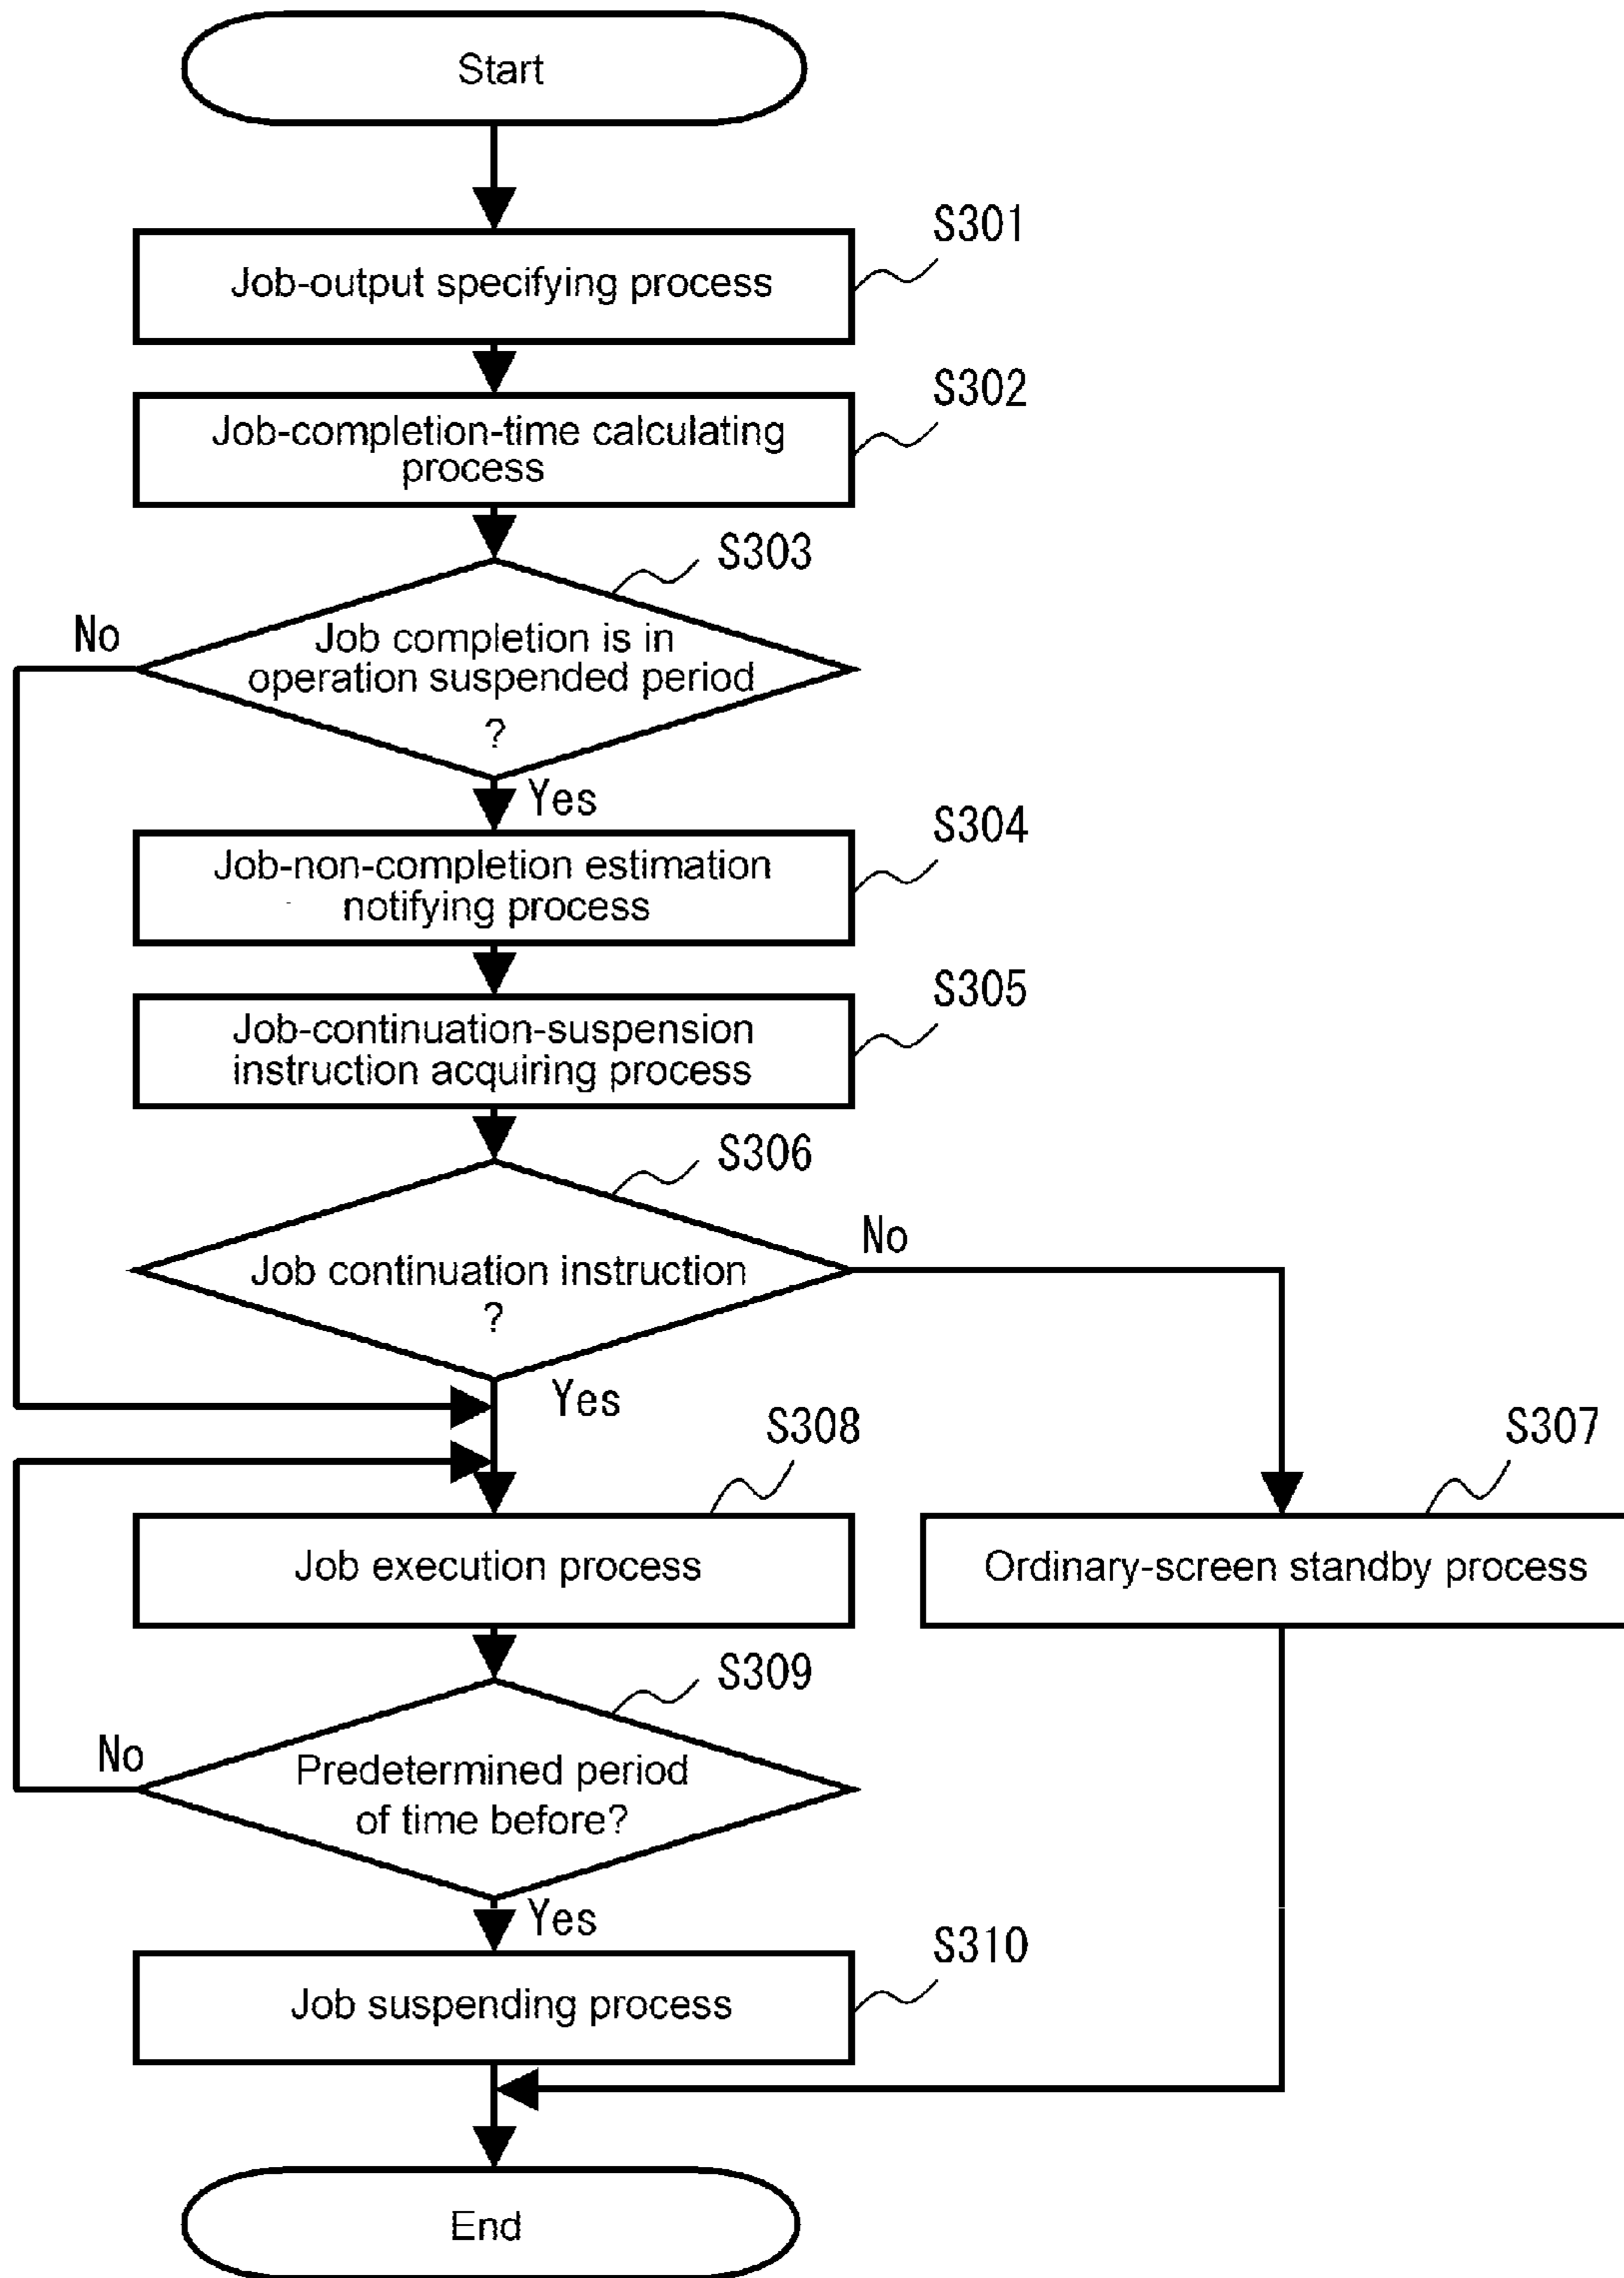 Start
S301
Job-output specifying process
S302
Job-completion-time calculating
process
S303
No
Job completion is in
operation suspended period
?
Yes
S304
Job-non-completion estimation
notifying process
S305
Job-continuation-suspension
instruction acquiring process
S306
No
Job continuation instruction
?
Yes
S308
S307
Job execution process
Ordinary-screen standby process
S309
No
Predetermined period
of time before?
Yes
S310
Job suspending process
End